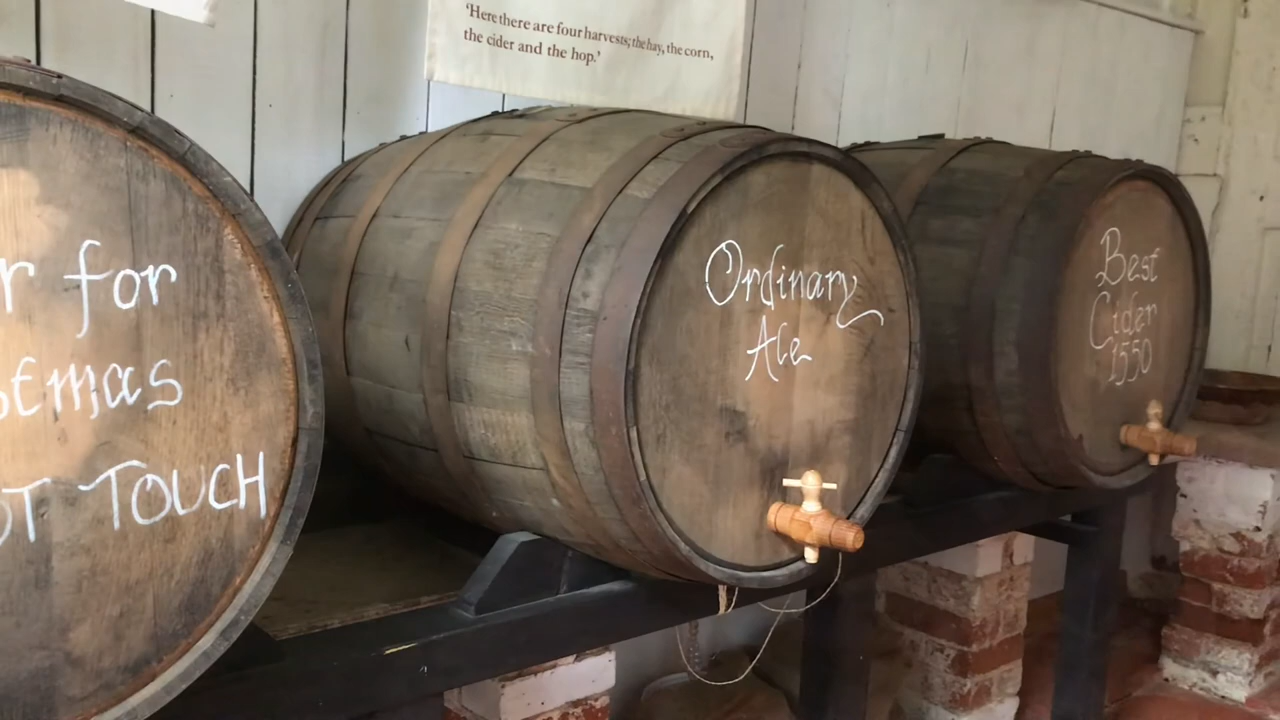 'Here there are four harvests; the hay, the corn,
the cider and the hop.'
for
TOUCH
Ordinary
Ale
Best
Cider
1550